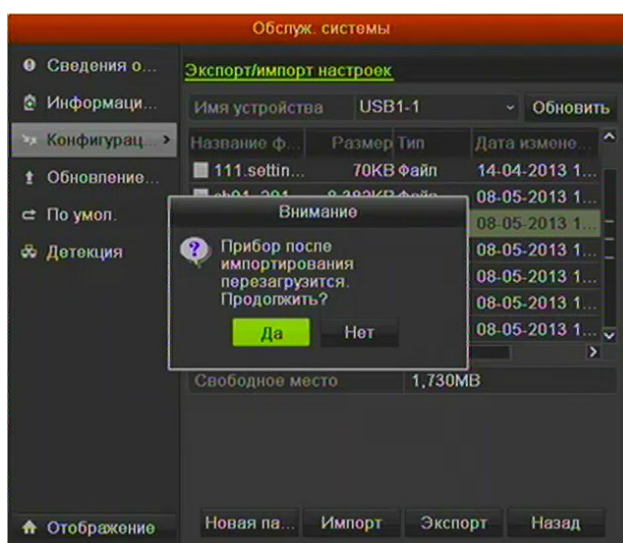 Обслуж. системы
Сведения о...
Информаци...
Конфигурац...
Обновление...
По умол.
Детекция
Отображение
Экспорт/импорт настроек
Имя устройства USB1-1 Обновить
Название ф... Размер Тип Дата измене...
111.settin... 70KB Файл 14-04-2013 1...
08-05-2013 1...
08-05-2013 1...
08-05-2013 1...
08-05-2013 1...
08-05-2013 1...
08-05-2013 1...
Внимание
Прибор после
импортирования
перезагрузится.
Продолжить?
Да Нет
Свободное место 1,730MB
Новая па... Импорт Экспорт Назад